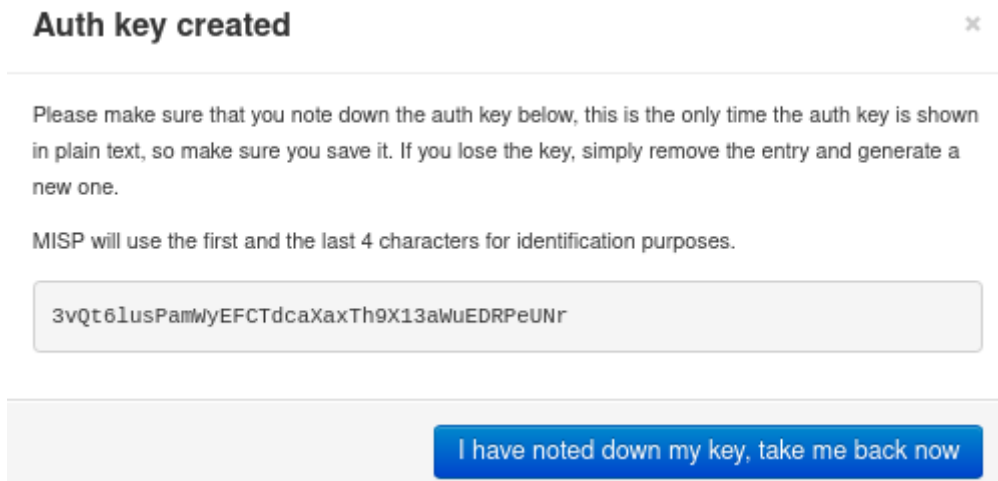 Auth key created
×
Please make sure that you note down the auth key below, this is the only time the auth key is shown
in plain text, so make sure you save it. If you lose the key, simply remove the entry and generate a
new one.
MISP will use the first and the last 4 characters for identification purposes.
3vQt6lusPamWyEFCTdcaXaxTh9X13aWuEDRPeUNr
I have noted down my key, take me back now